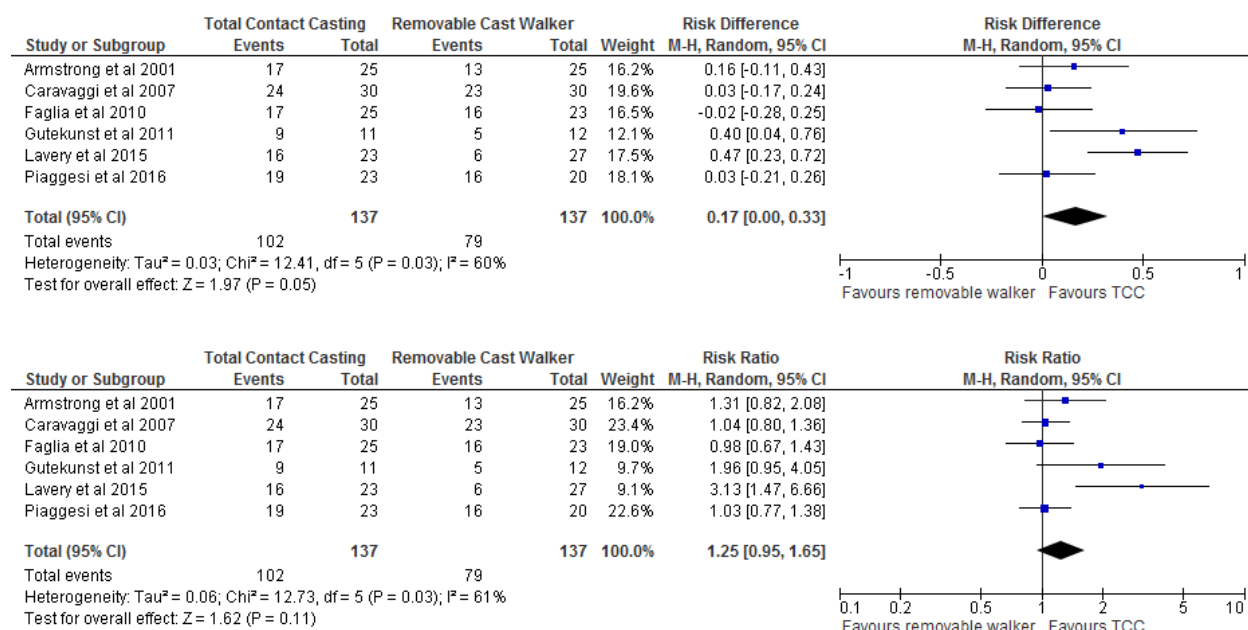 Total Contact Casting Removable Cast Walker Risk Difference Risk Difference
Study or Subgroup Events Total Events Total Weight M-H, Random, 95% CI M-H, Random, 95% CI
Armstrong et al 2001 17 25 13 25 16.2% 0.16 [-0.11, 0.43]
Caravaggi et al 2007 24 30 23 30 19.6% 0.03 [-0.17, 0.24]
Faglia et al 2010 17 25 16 23 16.5% -0.02 [-0.28, 0.25]
Gutekunst et al 2011 9 11 5 12 12.1% 0.40 [0.04, 0.76]
Lavery et al 2015 16 23 6 27 17.5% 0.47 [0.23, 0.72]
Piaggesi et al 2016 19 23 16 20 18.1% 0.03 [-0.21, 0.26]
Total (95% CI) 137 137 100.0% 0.17 [0.00, 0.33]
Total events 102 79
Heterogeneity: Tau² = 0.03; Chi² = 12.41, df = 5 (P = 0.03); I² = 60%
Test for overall effect: Z = 1.97 (P = 0.05)
-1 -0.5 0 0.5 1
Favours removable walker Favours TCC
Total Contact Casting Removable Cast Walker Risk Ratio Risk Ratio
Study or Subgroup Events Total Events Total Weight M-H, Random, 95% CI M-H, Random, 95% CI
Armstrong et al 2001 17 25 13 25 16.2% 1.31 [0.82, 2.08]
Caravaggi et al 2007 24 30 23 30 23.4% 1.04 [0.80, 1.36]
Faglia et al 2010 17 25 16 23 19.0% 0.98 [0.67, 1.43]
Gutekunst et al 2011 9 11 5 12 9.7% 1.96 [0.95, 4.05]
Lavery et al 2015 16 23 6 27 9.1% 3.13 [1.47, 6.66]
Piaggesi et al 2016 19 23 16 20 22.6% 1.03 [0.77, 1.38]
Total (95% CI) 137 137 100.0% 1.25 [0.95, 1.65]
Total events 102 79
Heterogeneity: Tau² = 0.06; Chi² = 12.73, df = 5 (P = 0.03); I² = 61%
Test for overall effect: Z = 1.62 (P = 0.11)
0.1 0.2 0.5 1 2 5 10
Favours removable walker Favours TCC